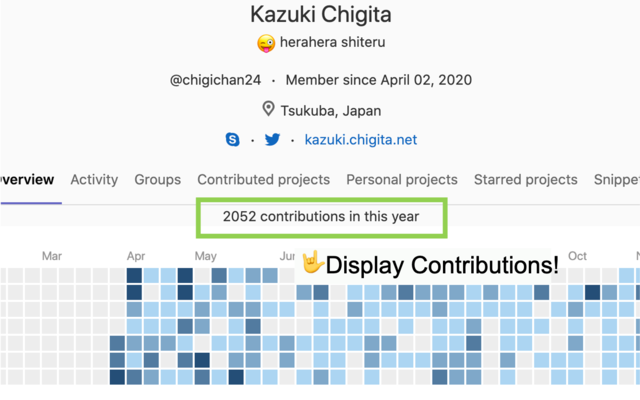 Kazuki Chigita
herahera shiteru
@chigichan24 · Member since April 02, 2020
Tsukuba, Japan
· · kazuki.chigita.net
verview Activity Groups Contributed projects Personal projects Starred projects Snippe
2052 contributions in this year
Mar Apr May Ju Oct N
Display Contributions!